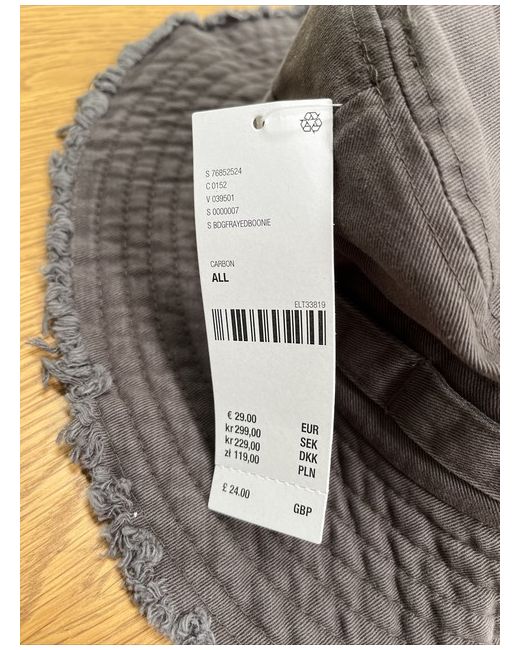 S 76852524
C 0152
V 039501
S 0000007
S BDGFRAYEDBOONIE
CARBON
ALL
ELT33819
€ 29.00 EUR
kr 299,00 SEK
kr 229,00 DKK
zł 119,00 PLN
£ 24.00 GBP